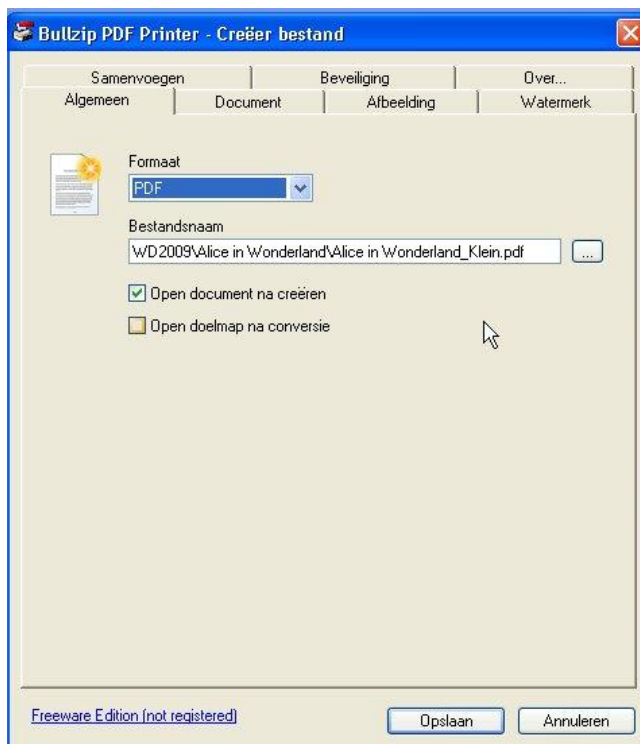 Bullzip PDF Printer - Creëer bestand
Samenvoegen Beveiliging Over...
Algemeen Document Afbeelding Watermerk
Formaat
PDF
Bestandsnaam
WD2009\Alice in Wonderland\Alice in Wonderland_Klein.pdf ...
Open document na creëren
Open doelmap na conversie
Freeware Edition (not registered) Opslaan Annuleren